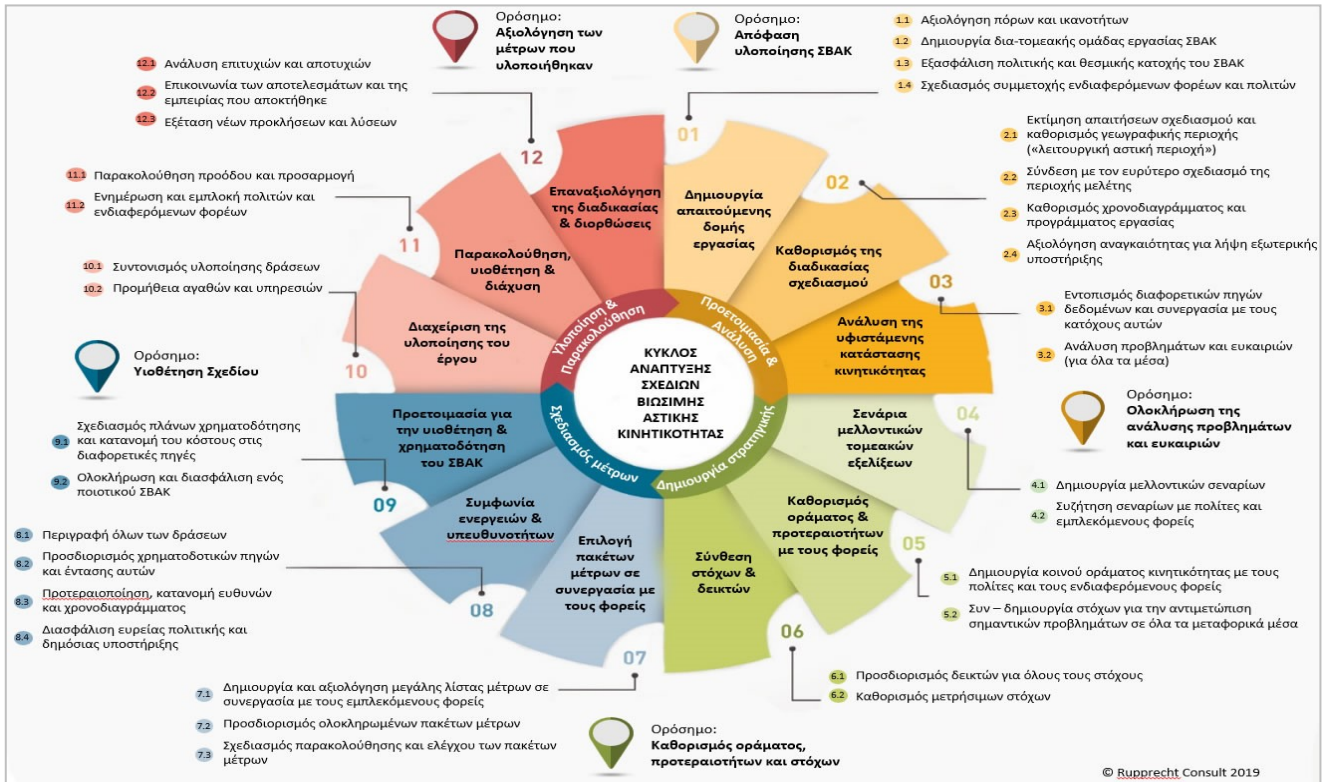 Ορόσημο:
Αξιολόγηση των
μέτρων που
υλοποιήθηκαν
Ορόσημο:
Απόφαση
υλοποίησης ΣΒΑΚ
1.1 Αξιολόγηση πόρων και ικανοτήτων
1.2 Δημιουργία δια-τομεακής ομάδας εργασίας ΣΒΑΚ
1.3 Εξασφάλιση πολιτικής και θεσμικής κατοχής του ΣΒΑΚ
1.4 Σχεδιασμός συμμετοχής ενδιαφερόμενων φορέων και πολιτών
12.1 Ανάλυση επιτυχιών και αποτυχιών
12.2 Επικοινωνία των αποτελεσμάτων και της
εμπειρίας που αποκτήθηκε
12.3 Εξέταση νέων προκλήσεων και λύσεων
2.1 Εκτίμηση απαιτήσεων σχεδιασμού και
καθορισμός γεωγραφικής περιοχής
(«λειτουργική αστική περιοχή»)
2.2 Σύνδεση με τον ευρύτερο σχεδιασμό της
περιοχής μελέτης
2.3 Καθορισμός χρονοδιαγράμματος και
προγράμματος εργασίας
2.4 Αξιολόγηση αναγκαιότητας για λήψη εξωτερικής
υποστήριξης
11.1 Παρακολούθηση προόδου και προσαρμογή
11.2 Ενημέρωση και εμπλοκή πολιτών και
ενδιαφερόμενων φορέων
10.1 Συντονισμός υλοποίησης δράσεων
10.2 Προμήθεια αγαθών και υπηρεσιών
3.1 Εντοπισμός διαφορετικών πηγών
δεδομένων και συνεργασία με τους
κατόχους αυτών
3.2 Ανάλυση προβλημάτων και ευκαιριών
(για όλα τα μέσα)
Ορόσημο:
Υιοθέτηση Σχεδίου
Ορόσημο:
Ολοκλήρωση της
ανάλυσης προβλημάτων
και ευκαιριών
01
Δημιουργία
απαιτούμενης
δομής
εργασίας
02
Καθορισμός της
διαδικασίας
σχεδιασμού
03
Ανάλυση της
υφιστάμενης
κατάστασης
κινητικότητας
04
Σενάρια
μελλοντικών
τομεακών
εξελίξεων
05
Καθορισμός
οράματος &
προτεραιοτήτων
με τους φορείς
06
Σύνθεση
στόχων &
δεικτών
07
Επιλογή
πακέτων
μέτρων σε
συνεργασία με
τους φορείς
08
Συμφωνία
ενεργειών &
υπευθυνοτήτων
09
Προετοιμασία για
την υιοθέτηση &
χρηματοδότηση
του ΣΒΑΚ
10
Διαχείριση της
υλοποίησης του
έργου
11
Παρακολούθηση,
υιοθέτηση &
διάχυση
12
Επαναξιολόγηση
της διαδικασίας
& διορθώσεις
Προετοιμασία &
Ανάλυση
Δημιουργία στρατηγικής
Σχεδιασμός μέτρων
Υλοποίηση &
Παρακολούθηση
ΚΥΚΛΟΣ
ΑΝΑΠΤΥΞΗΣ
ΣΧΕΔΙΩΝ
ΒΙΩΣΙΜΗΣ
ΑΣΤΙΚΗΣ
ΚΙΝΗΤΙΚΟΤΗΤΑΣ
9.1 Σχεδιασμός πλάνων χρηματοδότησης
και κατανομή του κόστους στις
διαφορετικές πηγές
9.2 Ολοκλήρωση και διασφάλιση ενός
ποιοτικού ΣΒΑΚ
4.1 Δημιουργία μελλοντικών σεναρίων
4.2 Συζήτηση σεναρίων με πολίτες και
εμπλεκόμενους φορείς
8.1 Περιγραφή όλων των δράσεων
8.2 Προσδιορισμός χρηματοδοτικών πηγών
και έντασης αυτών
8.3 Προτεραιοποίηση, κατανομή ευθυνών
και χρονοδιαγράμματος
8.4 Διασφάλιση ευρείας πολιτικής και
δημόσιας υποστήριξης
5.1 Δημιουργία κοινού οράματος κινητικότητας με τους
πολίτες και τους ενδιαφερόμενους φορείς
5.2 Συν – δημιουργία στόχων για την αντιμετώπιση
σημαντικών προβλημάτων σε όλα τα μεταφορικά μέσα
6.1 Προσδιορισμός δεικτών για όλους τους στόχους
6.2 Καθορισμός μετρήσιμων στόχων
7.1 Δημιουργία και αξιολόγηση μεγάλης λίστας μέτρων σε
συνεργασία με τους εμπλεκόμενους φορείς
7.2 Προσδιορισμός ολοκληρωμένων πακέτων μέτρων
7.3 Σχεδιασμός παρακολούθησης και ελέγχου των πακέτων
μέτρων
Ορόσημο:
Καθορισμός οράματος,
προτεραιοτήτων και στόχων
© Rupprecht Consult 2019